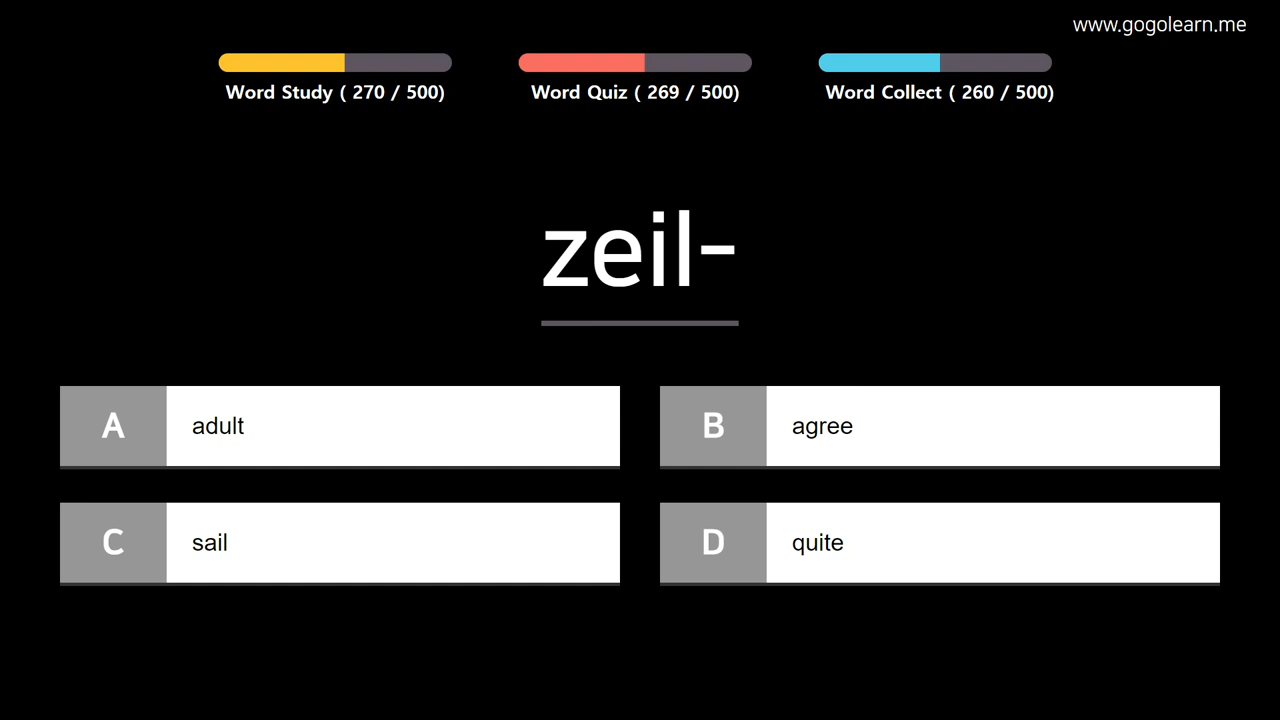 www.gogolearn.me
Word Study ( 270 / 500)
Word Quiz ( 269 / 500)
Word Collect ( 260 / 500)
zeil-
A adult
B agree
C sail
D quite